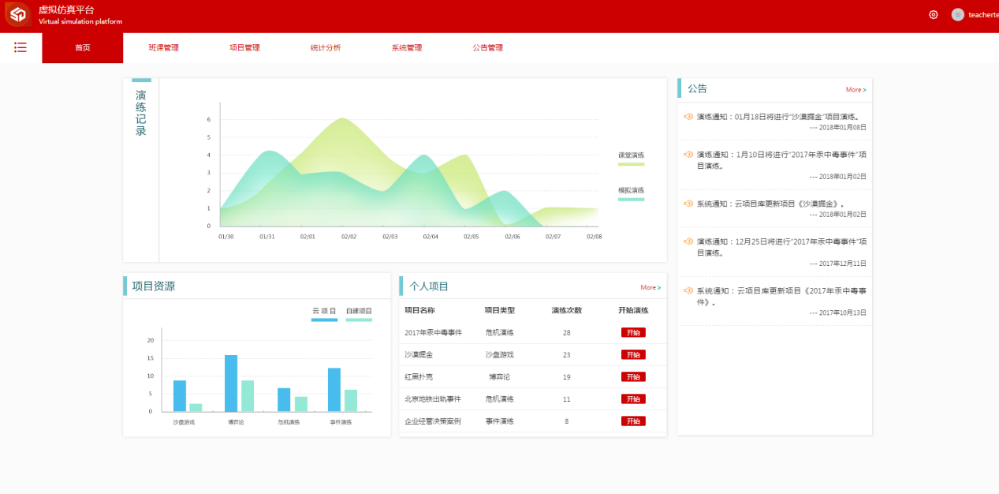 虚拟仿真平台
Virtual simulation platform
teacherte
首页 班课管理 项目管理 统计分析 系统管理 公告管理
演练记录
6
5
4
3
2
1
0
01/30 01/31 02/01 02/02 02/03 02/04 02/05 02/06 02/07 02/08
课堂演练
模拟演练
公告 More >
演练通知：01月18日将进行“沙漠掘金”项目演练。
--- 2018年01月08日
演练通知：1月10日将进行“2017年汞中毒事件”项
目演练。
--- 2018年01月02日
系统通知：云项目库更新项目《沙漠掘金》。
--- 2018年01月02日
演练通知：12月25日将进行“2017年汞中毒事件”项
目演练。
--- 2017年12月11日
系统通知：云项目库更新项目《2017年汞中毒事
件》。
--- 2017年10月13日
项目资源
云项目 自建项目
20
15
10
5
0
沙盘游戏 博弈论 危机演练 事件演练
个人项目 More >
项目名称 项目类型 演练次数 开始演练
2017年汞中毒事件 危机演练 28 开始
沙漠掘金 沙盘游戏 23 开始
红黑扑克 博弈论 19 开始
北京地铁出轨事件 危机演练 11 开始
企业经营决策案例 事件演练 8 开始